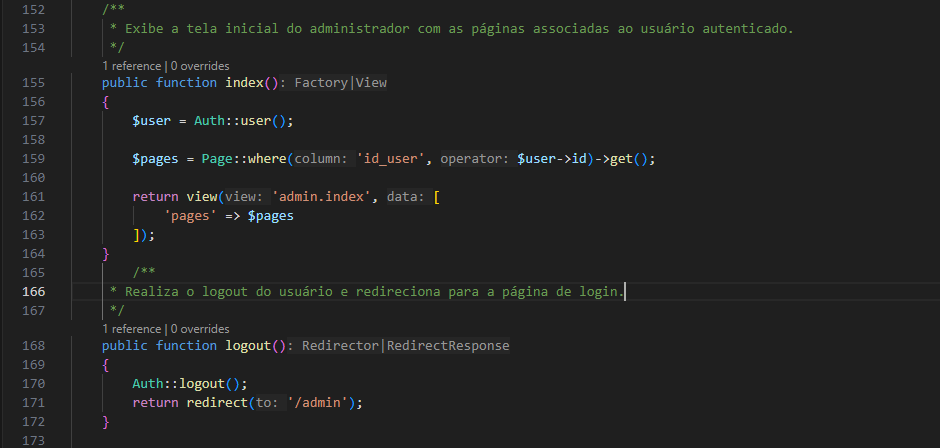 152 /**
153  * Exibe a tela inicial do administrador com as páginas associadas ao usuário autenticado.
154  */
1 reference | 0 overrides
155 public function index(): Factory|View
156 {
157     $user = Auth::user();
158
159     $pages = Page::where(column: 'id_user', operator: $user->id)->get();
160
161     return view(view: 'admin.index', data: [
162         'pages' => $pages
163     ]);
164 }
165     /**
166  * Realiza o logout do usuário e redireciona para a página de login.
167  */
1 reference | 0 overrides
168 public function logout(): Redirector|RedirectResponse
169 {
170     Auth::logout();
171     return redirect(to: '/admin');
172 }
173